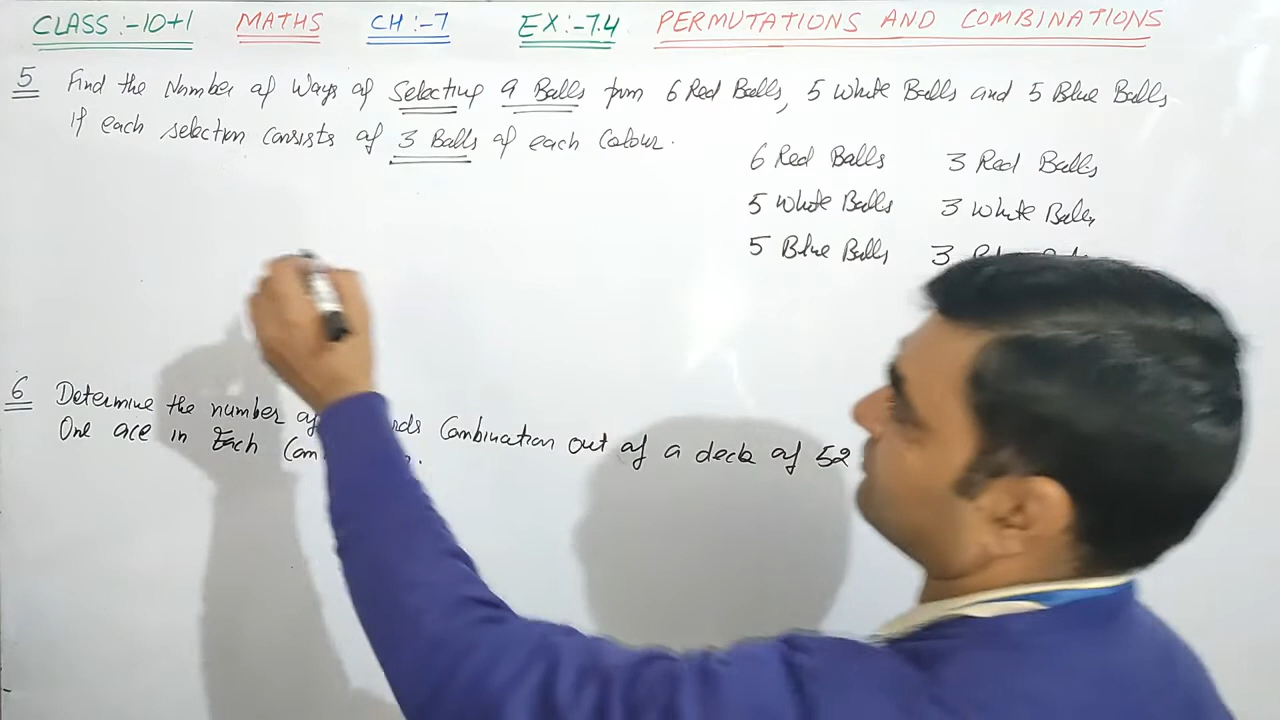 CLASS :-10+1 MATHS CH :-7 EX :-7.4 PERMUTATIONS AND COMBINATIONS
5 Find the Number of Ways of Selecting 9 Balls from 6 Red Balls, 5 White Balls and 5 Blue Balls
if each selection consists of 3 Balls of each Colour.
6 Red Balls 3 Red Balls
5 White Balls 3 White Balls
5 Blue Balls 3
6 Determine the number of Combination out of a deck of 52
One ace in Each